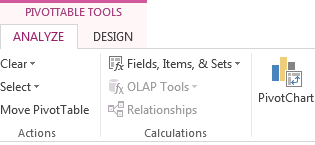 PIVOTTABLE TOOLS
ANALYZE DESIGN
Clear
Select
Move PivotTable
Actions
Fields, Items, & Sets
OLAP Tools
Relationships
Calculations
PivotChart